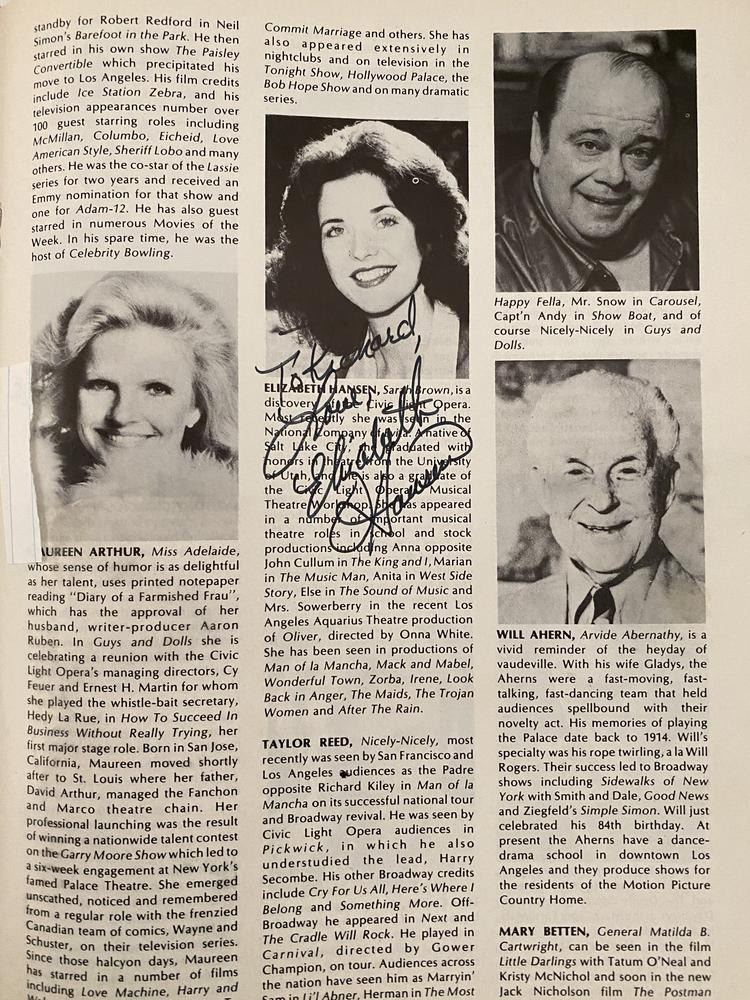 standby for Robert Redford in Neil
Simon's Barefoot in the Park. He then
starred in his own show The Paisley
Convertible which precipitated his
move to Los Angeles. His film credits
include Ice Station Zebra, and his
television appearances number over
100 guest starring roles including
McMillan, Columbo, Eicheid, Love
American Style, Sheriff Lobo and many
others. He was the co-star of the Lassie
series for two years and received an
Emmy nomination for that show and
one for Adam-12. He has also guest
starred in numerous Movies of the
Week. In his spare time, he was the
host of Celebrity Bowling.
AUREEN ARTHUR, Miss Adelaide,
whose sense of humor is as delightful
as her talent, uses printed notepaper
reading "Diary of a Farmished Frau",
which has the approval of her
husband, writer-producer Aaron
Ruben. In Guys and Dolls she is
celebrating a reunion with the Civic
Light Opera's managing directors, Cy
Feuer and Ernest H. Martin for whom
she played the whistle-bait secretary,
Hedy La Rue, in How To Succeed In
Business Without Really Trying, her
first major stage role. Born in San Jose,
California, Maureen moved shortly
after to St. Louis where her father,
David Arthur, managed the Fanchon
and Marco theatre chain. Her
professional launching was the result
of winning a nationwide talent contest
on the Garry Moore Show which led to
a six-week engagement at New York's
famed Palace Theatre. She emerged
unscathed, noticed and remembered
from a regular role with the frenzied
Canadian team of comics, Wayne and
Schuster, on their television series.
Since those halcyon days, Maureen
has starred in a number of films
including Love Machine, Harry and
Commit Marriage and others. She has
also appeared extensively in
nightclubs and on television in the
Tonight Show, Hollywood Palace, the
Bob Hope Show and on many dramatic
series.
To Richard,
Love,
Elizabeth
Hansen
ELIZABETH HANSEN, Sarah Brown, is a
discovery of the Civic Light Opera.
Most recently she was seen in the
National Company of Evita. A native of
Salt Lake City, graduated with
honors in theatre from the University
of Utah, and she is also a graduate of
the Civic Light Opera Musical
Theatre Workshop. She has appeared
in a number of important musical
theatre roles in school and stock
productions including Anna opposite
John Cullum in The King and I, Marian
in The Music Man, Anita in West Side
Story, Else in The Sound of Music and
Mrs. Sowerberry in the recent Los
Angeles Aquarius Theatre production
of Oliver, directed by Onna White.
She has been seen in productions of
Man of la Mancha, Mack and Mabel,
Wonderful Town, Zorba, Irene, Look
Back in Anger, The Maids, The Trojan
Women and After The Rain.
TAYLOR REED, Nicely-Nicely, most
recently was seen by San Francisco and
Los Angeles audiences as the Padre
opposite Richard Kiley in Man of la
Mancha on its successful national tour
and Broadway revival. He was seen by
Civic Light Opera audiences in
Pickwick, in which he also
understudied the lead, Harry
Secombe. His other Broadway credits
include Cry For Us All, Here's Where I
Belong and Something More. Off-
Broadway he appeared in Next and
The Cradle Will Rock. He played in
Carnival, directed by Gower
Champion, on tour. Audiences across
the nation have seen him as Marryin'
Sam in Li'l Abner, Herman in The Most
Happy Fella, Mr. Snow in Carousel,
Capt'n Andy in Show Boat, and of
course Nicely-Nicely in Guys and
Dolls.
WILL AHERN, Arvide Abernathy, is a
vivid reminder of the heyday of
vaudeville. With his wife Gladys, the
Aherns were a fast-moving, fast-
talking, fast-dancing team that held
audiences spellbound with their
novelty act. His memories of playing
the Palace date back to 1914. Will's
specialty was his rope twirling, a la Will
Rogers. Their success led to Broadway
shows including Sidewalks of New
York with Smith and Dale, Good News
and Ziegfeld's Simple Simon. Will just
celebrated his 84th birthday. At
present the Aherns have a dance-
drama school in downtown Los
Angeles and they produce shows for
the residents of the Motion Picture
Country Home.
MARY BETTEN, General Matilda B.
Cartwright, can be seen in the film
Little Darlings with Tatum O'Neal and
Kristy McNichol and soon in the new
Jack Nicholson film The Postman